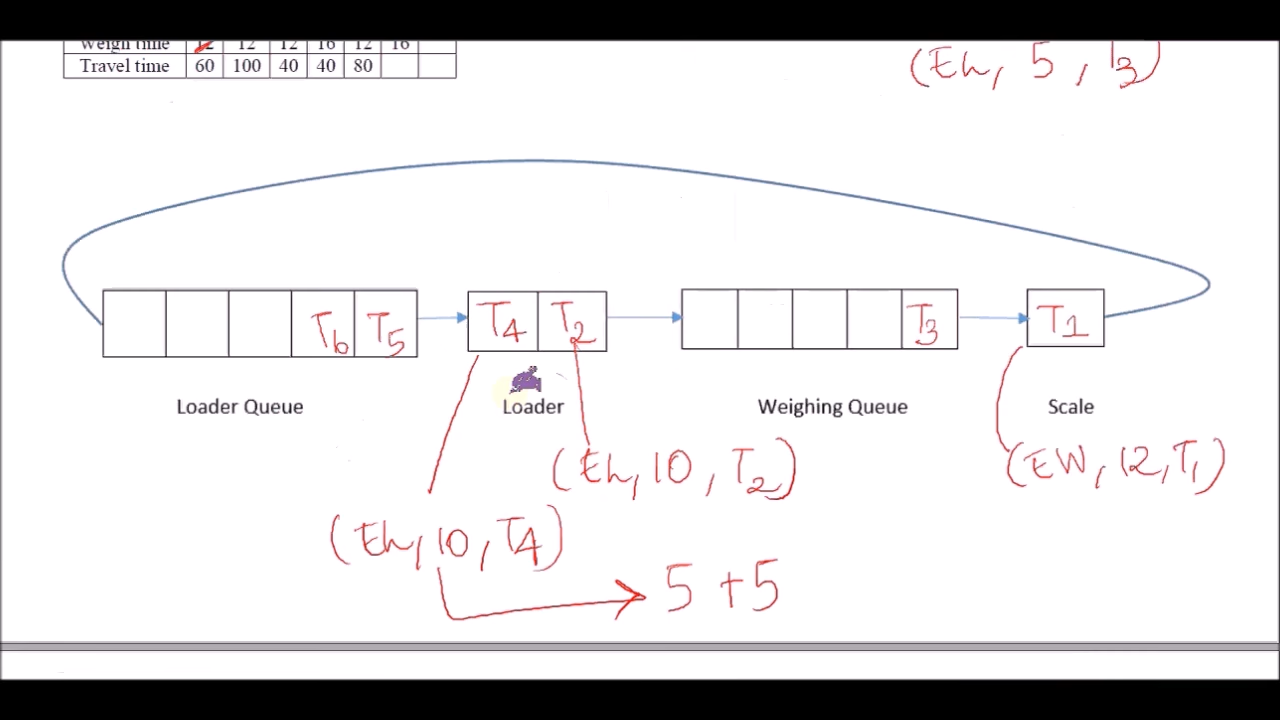 Weigh time 12 12 12 16 12 16
(EL, 5, T3)
Travel time 60 100 40 40 80
T6 T5 T4 T2 T3 T1
Loader Queue Loader Weighing Queue Scale
(EL, 10, T2) (EW, 12, T1)
(EL, 10, T4)
5 + 5